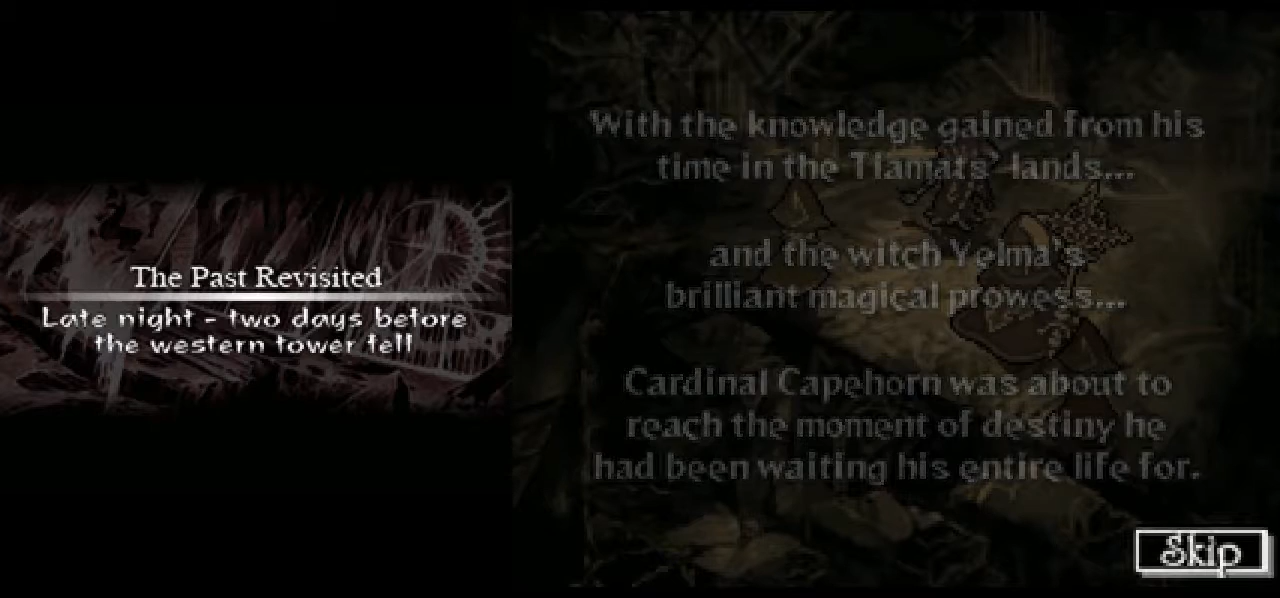 The Past Revisited
Late night - two days before
the western tower fell
With the knowledge gained from his
time in the Tiamats' lands...
and the witch Yelma's
brilliant magical prowess...
Cardinal Capehorn was about to
reach the moment of destiny he
had been waiting his entire life for.
Skip